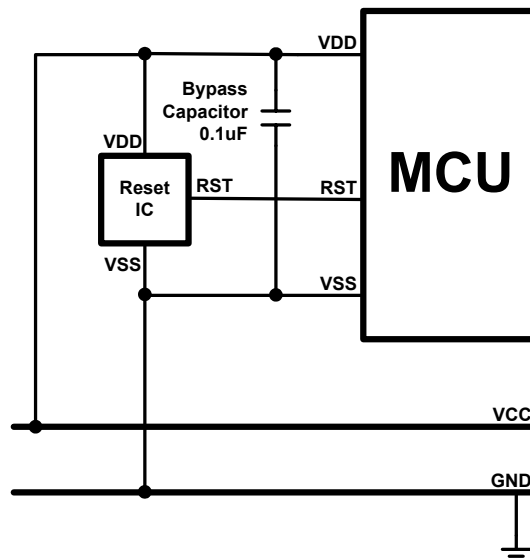 VDD
Bypass
Capacitor
0.1uF
VDD
Reset
IC
RST
RST
MCU
VSS
VSS
VCC
GND